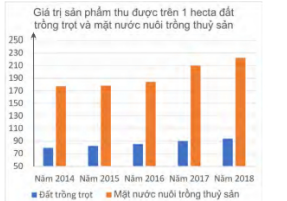 Giá trị sản phẩm thu được trên 1 hecta đất
trồng trọt và mặt nước nuôi trồng thuỷ sản
250
230
210
190
170
150
130
110
90
70
50
Năm 2014 Năm 2015 Năm 2016 Năm 2017 Năm 2018
Đất trồng trọt Mặt nước nuôi trồng thuỷ sản